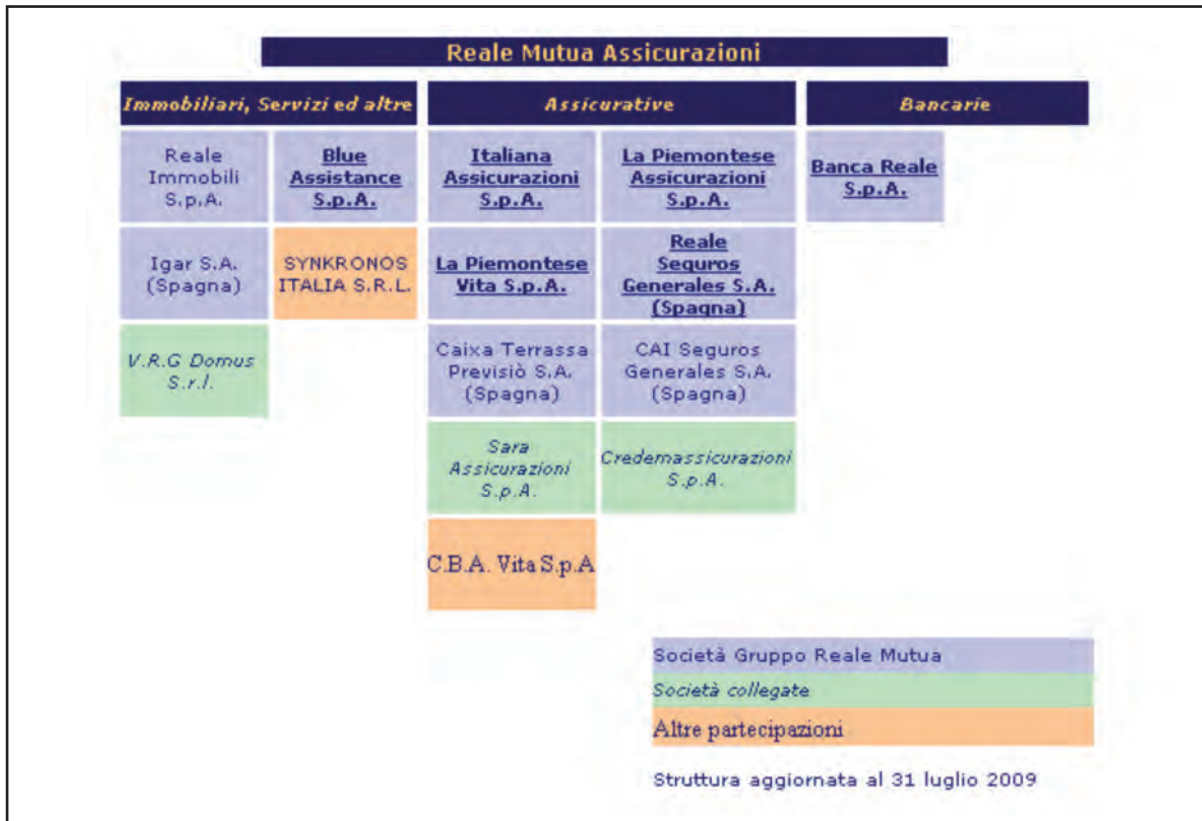 Reale Mutua Assicurazioni
Immobiliari, Servizi ed altre
Assicurative
Bancarie
Reale
Immobili
S.p.A.
Blue
Assistance
S.p.A.
Italiana
Assicurazioni
S.p.A.
La Piemontese
Assicurazioni
S.p.A.
Banca Reale
S.p.A.
Igar S.A.
(Spagna)
SYNKRONOS
ITALIA S.R.L.
La Piemontese
Vita S.p.A.
Reale
Seguros
Generales S.A.
(Spagna)
V.R.G Domus
S.r.l.
Caixa Terrassa
Previsiò S.A.
(Spagna)
CAI Seguros
Generales S.A.
(Spagna)
Sara
Assicurazioni
S.p.A.
Credemassicurazioni
S.p.A.
C.B.A. Vita S.p.A
Società Gruppo Reale Mutua
Società collegate
Altre partecipazioni
Struttura aggiornata al 31 luglio 2009